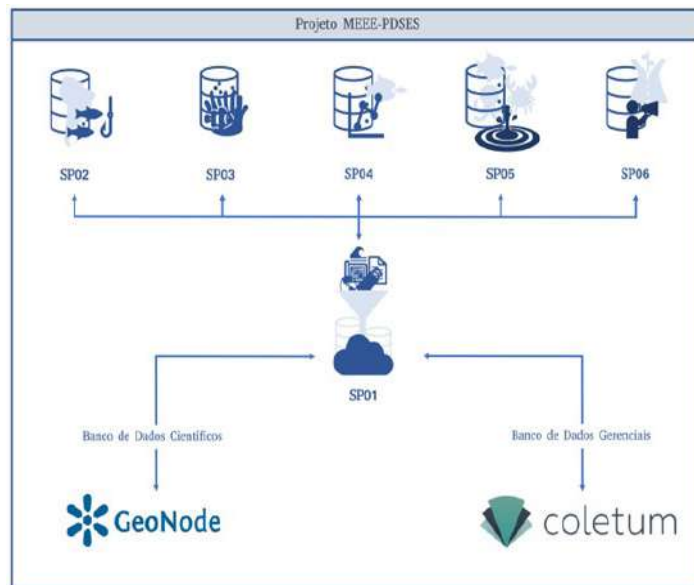 Projeto MEEE-PDSES
SP02
SP03
SP04
SP05
SP06
SP01
Banco de Dados Científicos
Banco de Dados Gerenciais
GeoNode
coletum